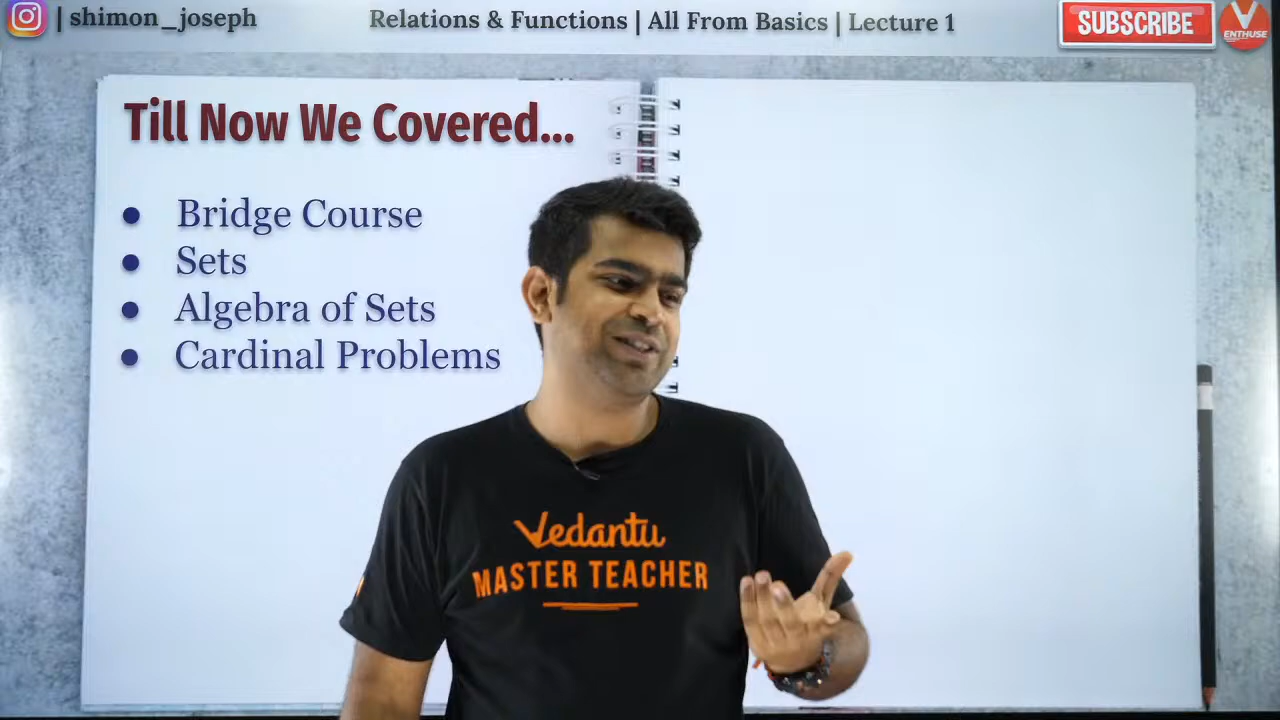 | shimon_joseph
Relations & Functions | All From Basics | Lecture 1
SUBSCRIBE
V
ENTHUSE
Till Now We Covered...
● Bridge Course
● Sets
● Algebra of Sets
● Cardinal Problems
Vedantu
MASTER TEACHER